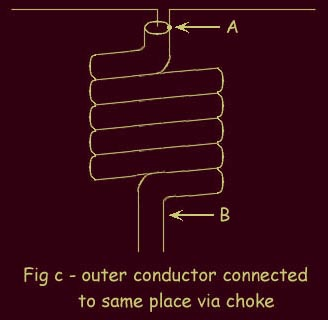 A
B
Fig c - outer conductor connected
to same place via choke